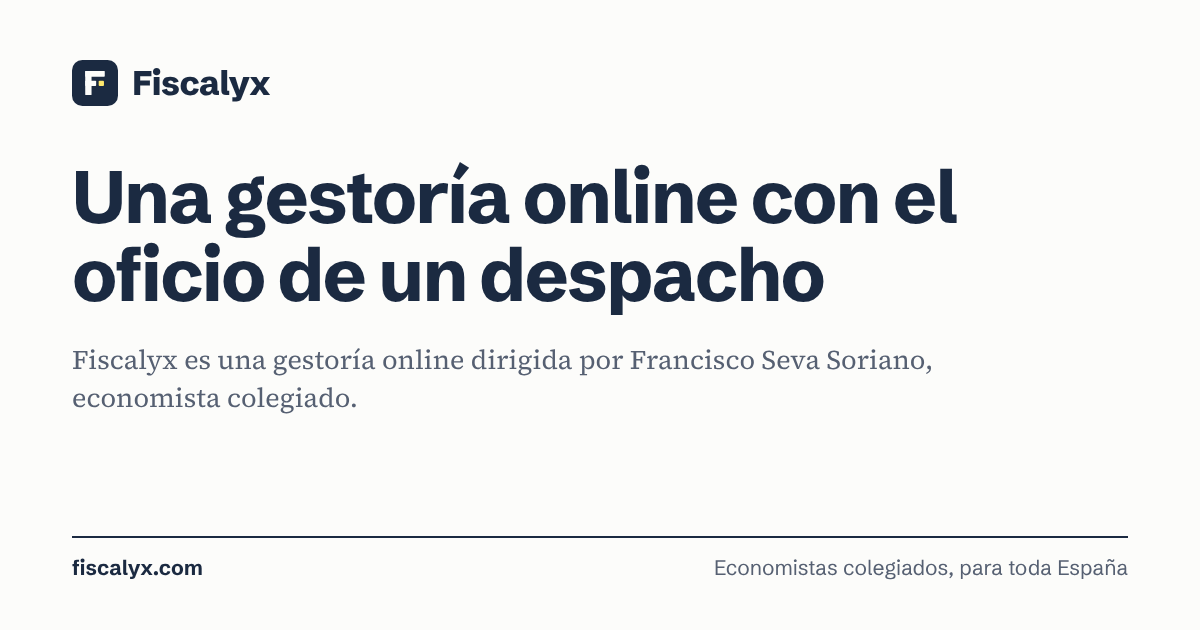 F Fiscalyx
Una gestoría online con el
oficio de un despacho
Fiscalyx es una gestoría online dirigida por Francisco Seva Soriano,
economista colegiado.
fiscalyx.com
Economistas colegiados, para toda España